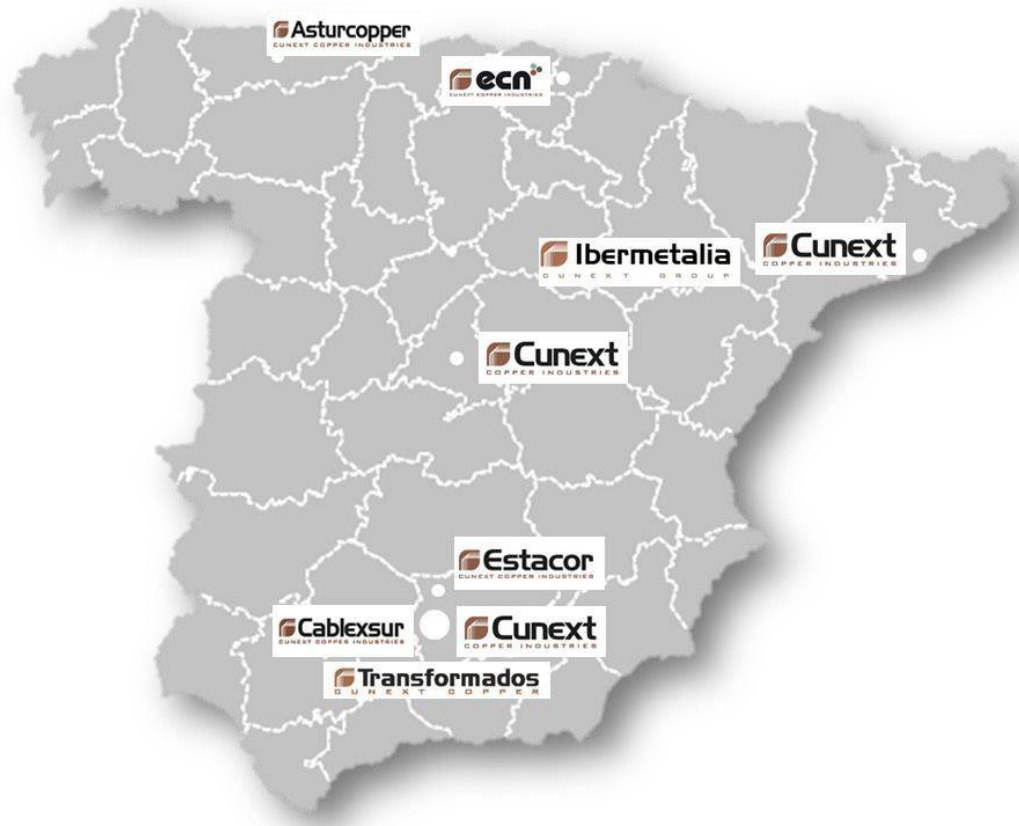 Asturcopper
CUNEXT COPPER INDUSTRIES
ecn
CUNEXT COPPER INDUSTRIES
Ibermetalia
CUNEXT GROUP
Cunext
COPPER INDUSTRIES
Cunext
COPPER INDUSTRIES
Estacor
CUNEXT COPPER INDUSTRIES
Cablexsur
CUNEXT COPPER INDUSTRIES
Cunext
COPPER INDUSTRIES
Transformados
CUNEXT COPPER